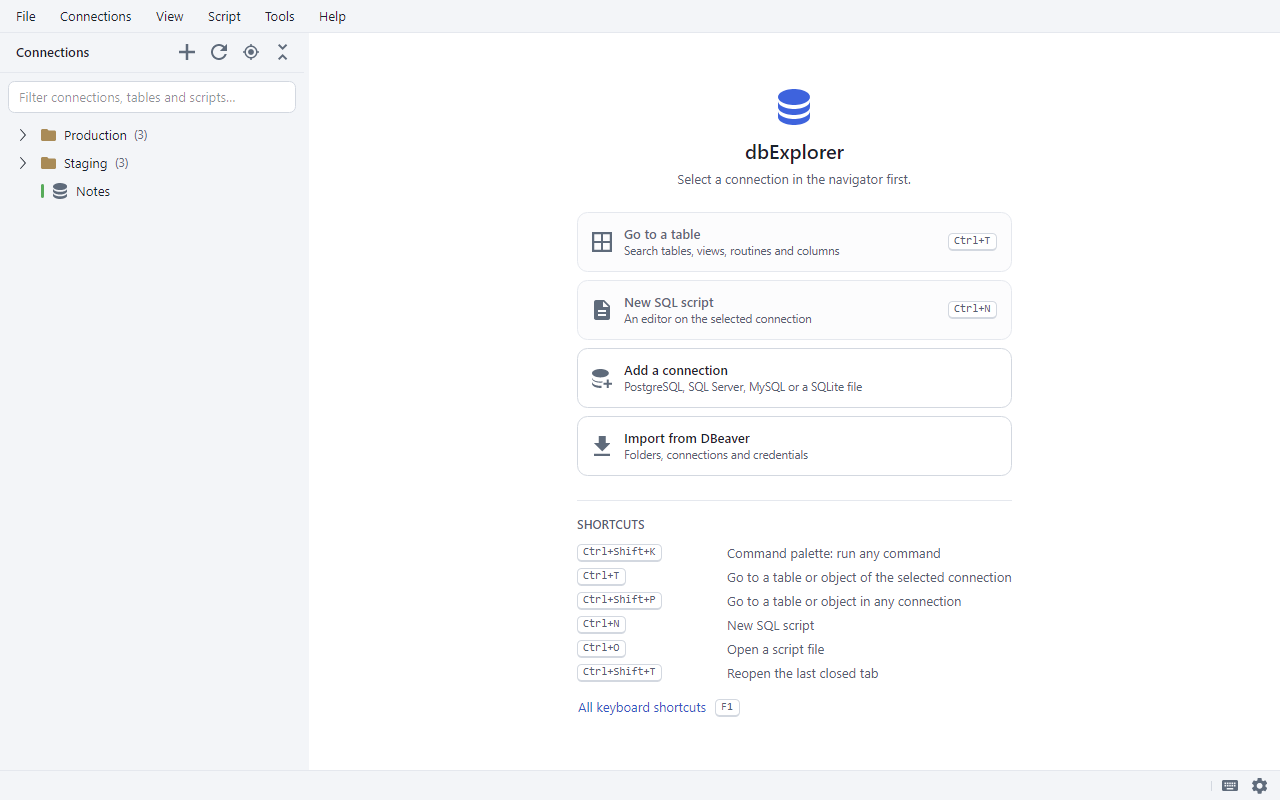 File Connections View Script Tools Help
Connections
Filter connections, tables and scripts...
Production (3)
Staging (3)
Notes
dbExplorer
Select a connection in the navigator first.
Go to a table
Search tables, views, routines and columns
Ctrl+T
New SQL script
An editor on the selected connection
Ctrl+N
Add a connection
PostgreSQL, SQL Server, MySQL or a SQLite file
Import from DBeaver
Folders, connections and credentials
SHORTCUTS
Ctrl+Shift+K Command palette: run any command
Ctrl+T Go to a table or object of the selected connection
Ctrl+Shift+P Go to a table or object in any connection
Ctrl+N New SQL script
Ctrl+O Open a script file
Ctrl+Shift+T Reopen the last closed tab
All keyboard shortcuts F1